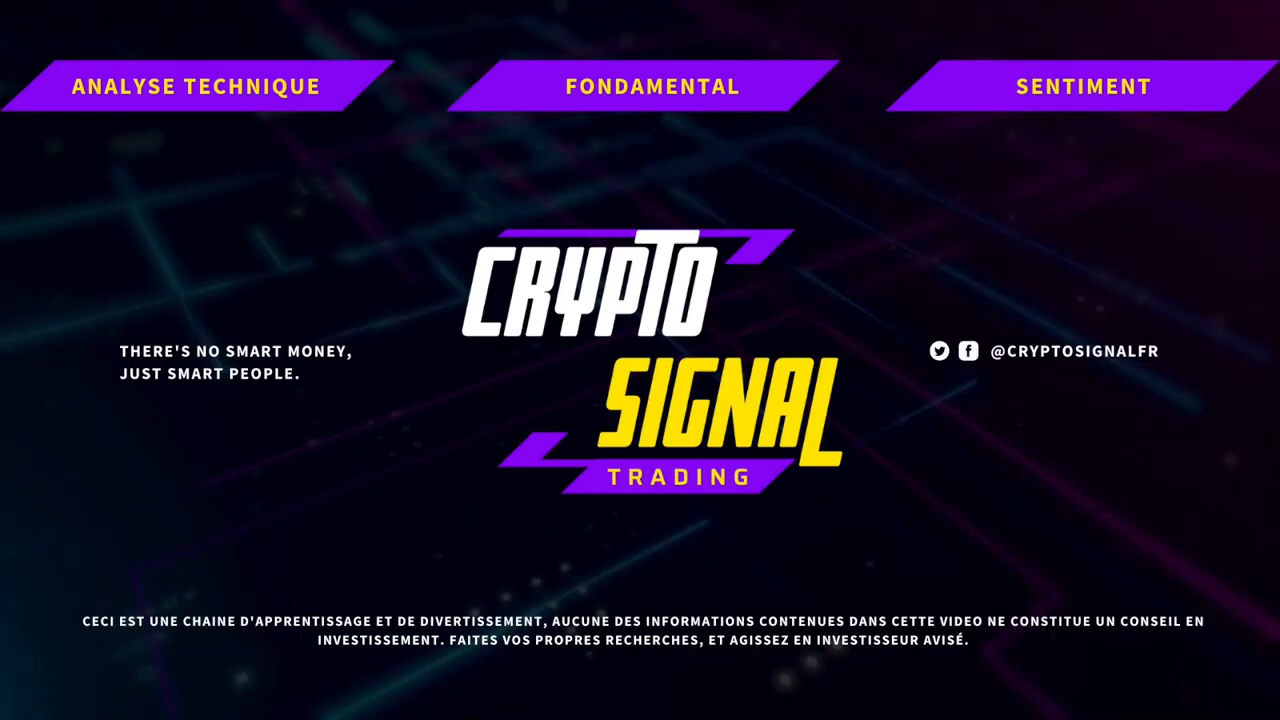 ANALYSE TECHNIQUE
FONDAMENTAL
SENTIMENT
CRYPTO
SIGNAL
TRADING
THERE'S NO SMART MONEY,
JUST SMART PEOPLE.
@CRYPTOSIGNALFR
CECI EST UNE CHAINE D'APPRENTISSAGE ET DE DIVERTISSEMENT, AUCUNE DES INFORMATIONS CONTENUES DANS CETTE VIDEO NE CONSTITUE UN CONSEIL EN
INVESTISSEMENT. FAITES VOS PROPRES RECHERCHES, ET AGISSEZ EN INVESTISSEUR AVISÉ.